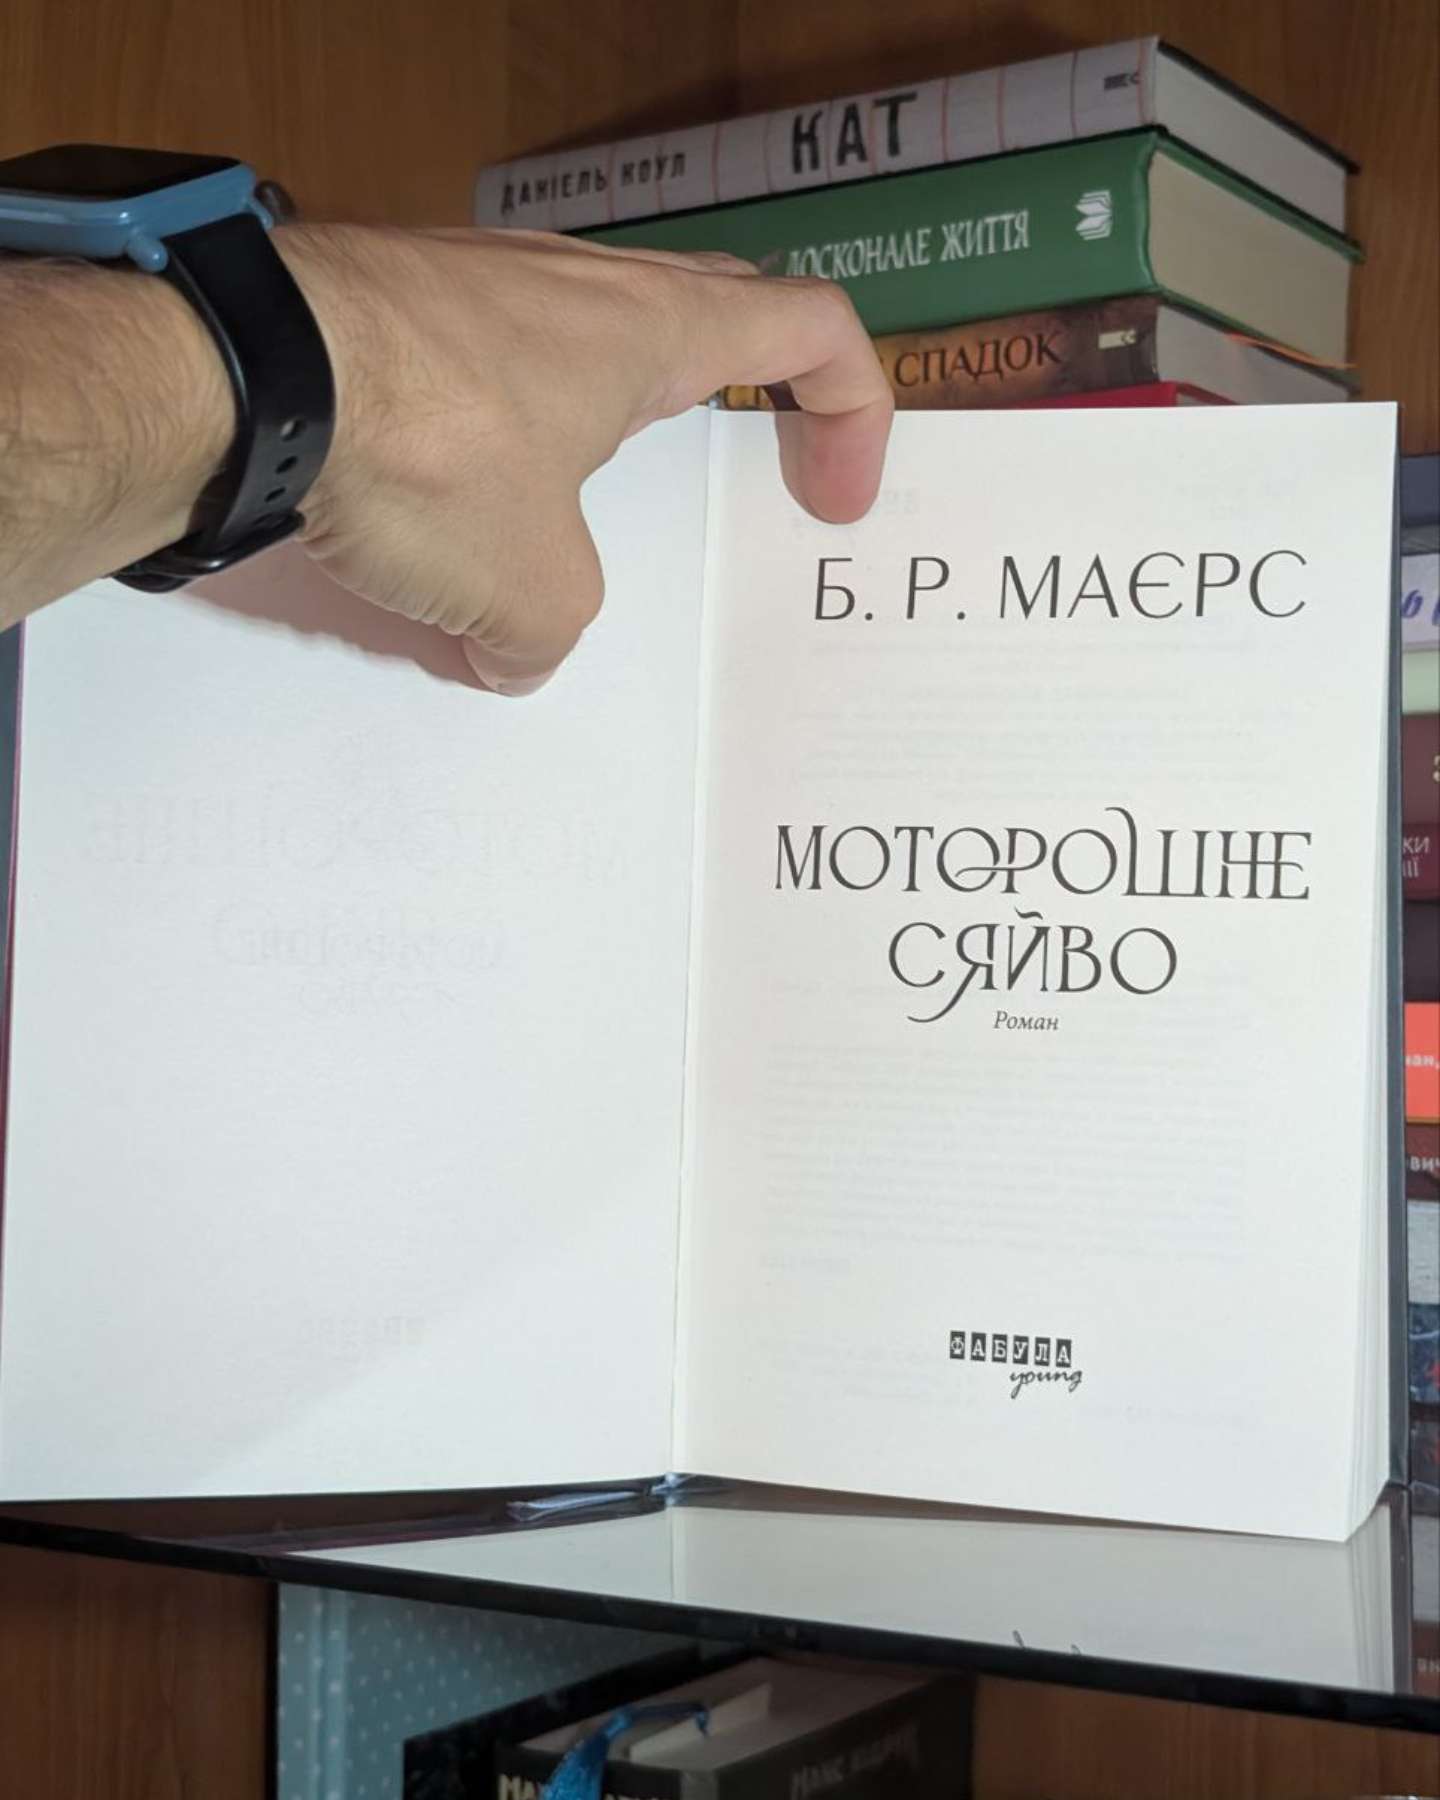 КАТ
ДАНІЕЛЬ КОУЛ
ДОСКОНАЛЕ ЖИТТЯ
СПАДОК
Б. Р. МАЄРС
МОТОРОШНЕ
СЯЙВО
Роман
ФАБУЛА
young